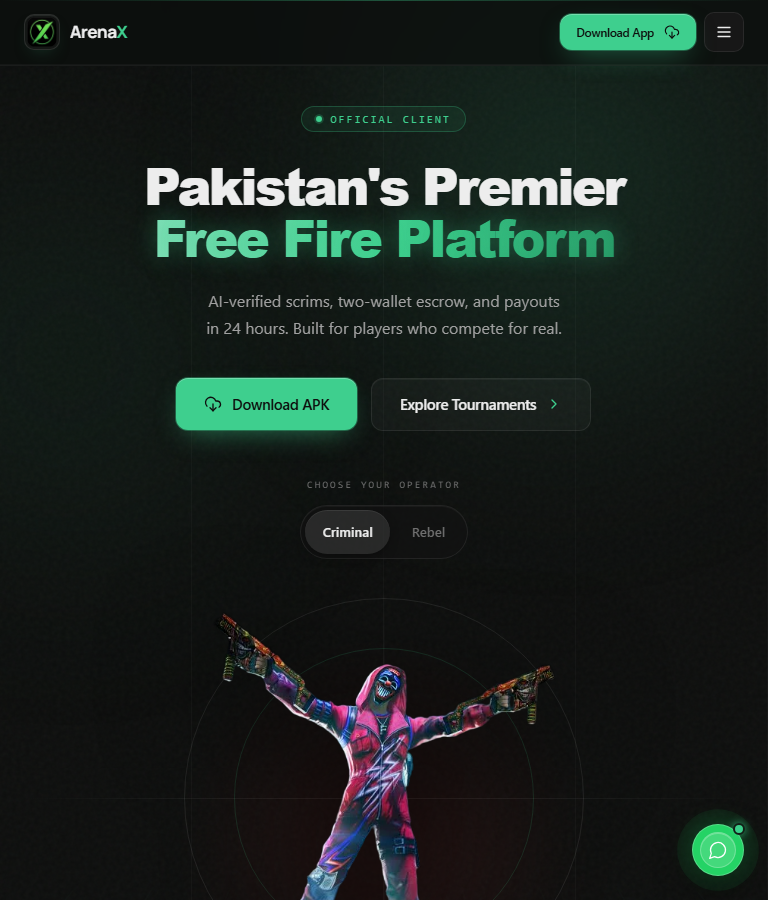 ArenaX
Download App
OFFICIAL CLIENT
Pakistan's Premier
Free Fire Platform
AI-verified scrims, two-wallet escrow, and payouts
in 24 hours. Built for players who compete for real.
Download APK
Explore Tournaments
CHOOSE YOUR OPERATOR
Criminal
Rebel